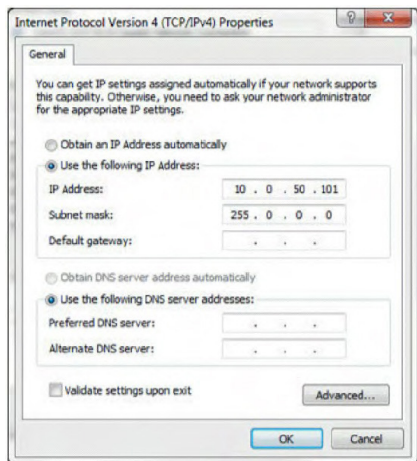 Internet Protocol Version 4 (TCP/IPv4) Properties
General
You can get IP settings assigned automatically if your network supports
this capability. Otherwise, you need to ask your network administrator
for the appropriate IP settings.
Obtain an IP Address automatically
Use the following IP Address:
IP Address: 10 . 0 . 50 . 101
Subnet mask: 255 . 0 . 0 . 0
Default gateway: . . .
Obtain DNS server address automatically
Use the following DNS server addresses:
Preferred DNS server: . . .
Alternate DNS server: . . .
Validate settings upon exit
Advanced...
OK Cancel